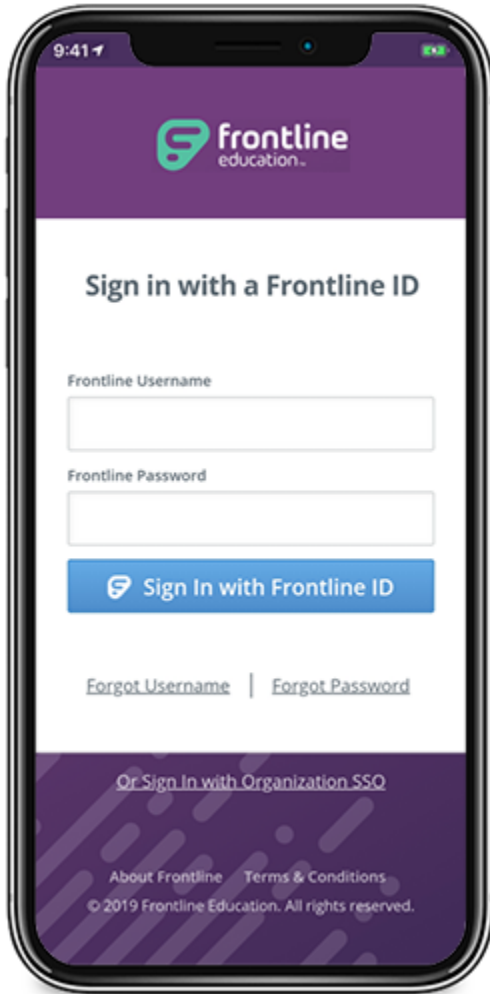 9:41
frontline
education™
Sign in with a Frontline ID
Frontline Username
Frontline Password
Sign In with Frontline ID
Forgot Username | Forgot Password
Or Sign In with Organization SSO
About Frontline Terms & Conditions
© 2019 Frontline Education. All rights reserved.